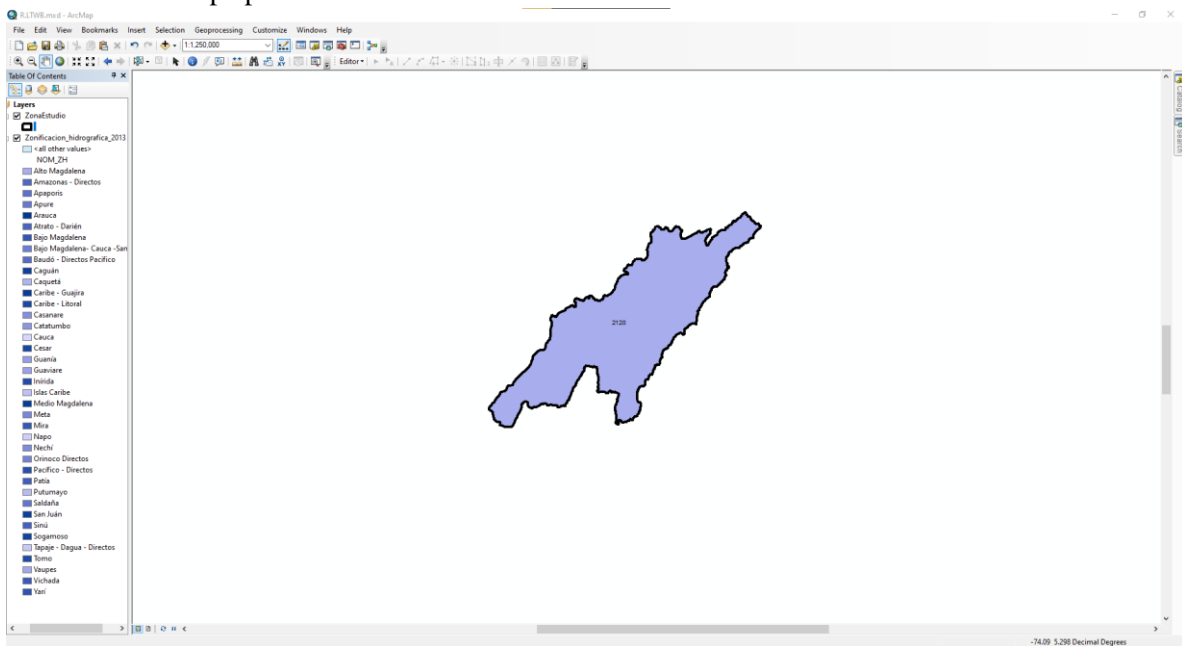 R.LTWB.mxd - ArcMap
File Edit View Bookmarks Insert Selection Geoprocessing Customize Windows Help
1:1.250.000
Editor
Table Of Contents
Layers
ZonaEstudio
Zonificacion_hidrografica_2013
<all other values>
NOM_ZH
Alto Magdalena
Amazonas - Directos
Apaporis
Apure
Arauca
Atrato - Darién
Bajo Magdalena
Bajo Magdalena- Cauca -San
Baudó - Directos Pacifico
Caguán
Caquetá
Caribe - Guajira
Caribe - Litoral
Casanare
Catatumbo
Cauca
Cesar
Guanía
Guaviare
Inírida
Islas Caribe
Medio Magdalena
Meta
Mira
Napo
Nechí
Orinoco Directos
Pacífico - Directos
Patía
Putumayo
Saldaña
San Juán
Sinú
Sogamoso
Tapaje - Dagua - Directos
Tomo
Vaupes
Vichada
Yarí
2120
Catalog
Search
-74.09 5.298 Decimal Degrees